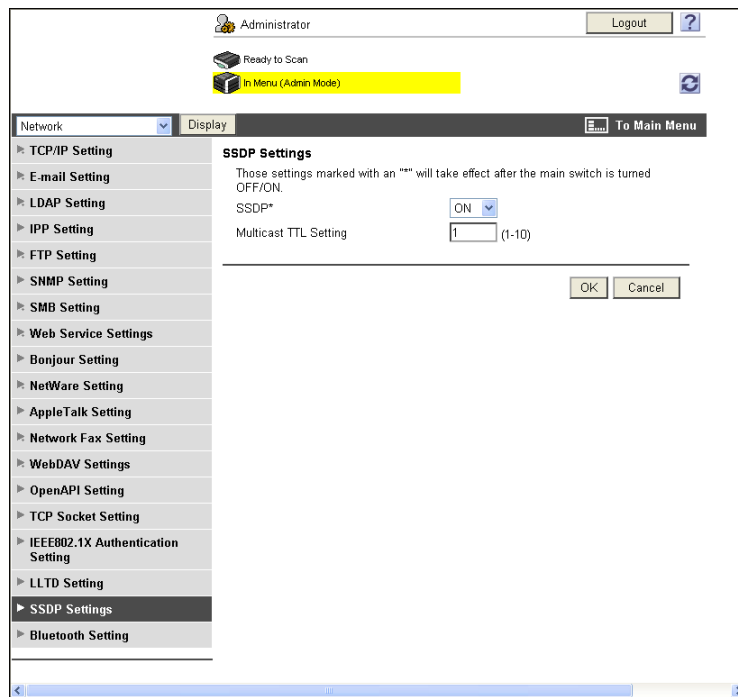 Administrator
Logout
?
Ready to Scan
In Menu (Admin Mode)
Network
Display
To Main Menu
TCP/IP Setting
E-mail Setting
LDAP Setting
IPP Setting
FTP Setting
SNMP Setting
SMB Setting
Web Service Settings
Bonjour Setting
NetWare Setting
AppleTalk Setting
Network Fax Setting
WebDAV Settings
OpenAPI Setting
TCP Socket Setting
IEEE802.1X Authentication
Setting
LLTD Setting
SSDP Settings
Bluetooth Setting
SSDP Settings
Those settings marked with an "*" will take effect after the main switch is turned
OFF/ON.
SSDP* ON
Multicast TTL Setting 1 (1-10)
OK Cancel